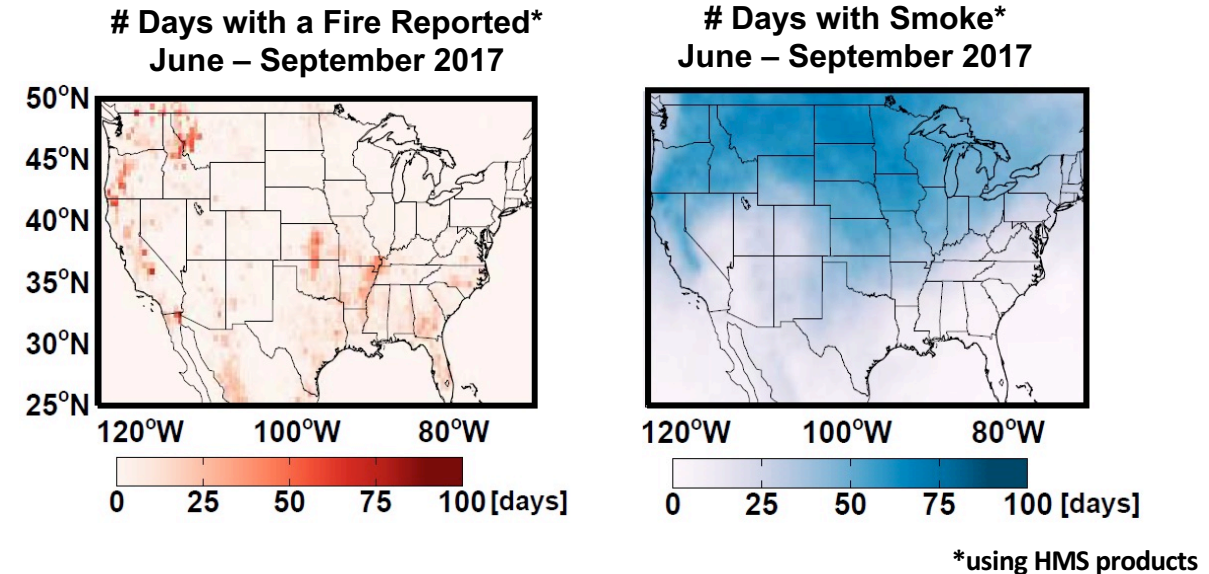 # Days with a Fire Reported*
June – September 2017
50°N
45°N
40°N
35°N
30°N
25°N
120°W 100°W 80°W
0 25 50 75 100 [days]
# Days with Smoke*
June – September 2017
120°W 100°W 80°W
0 25 50 75 100 [days]
*using HMS products